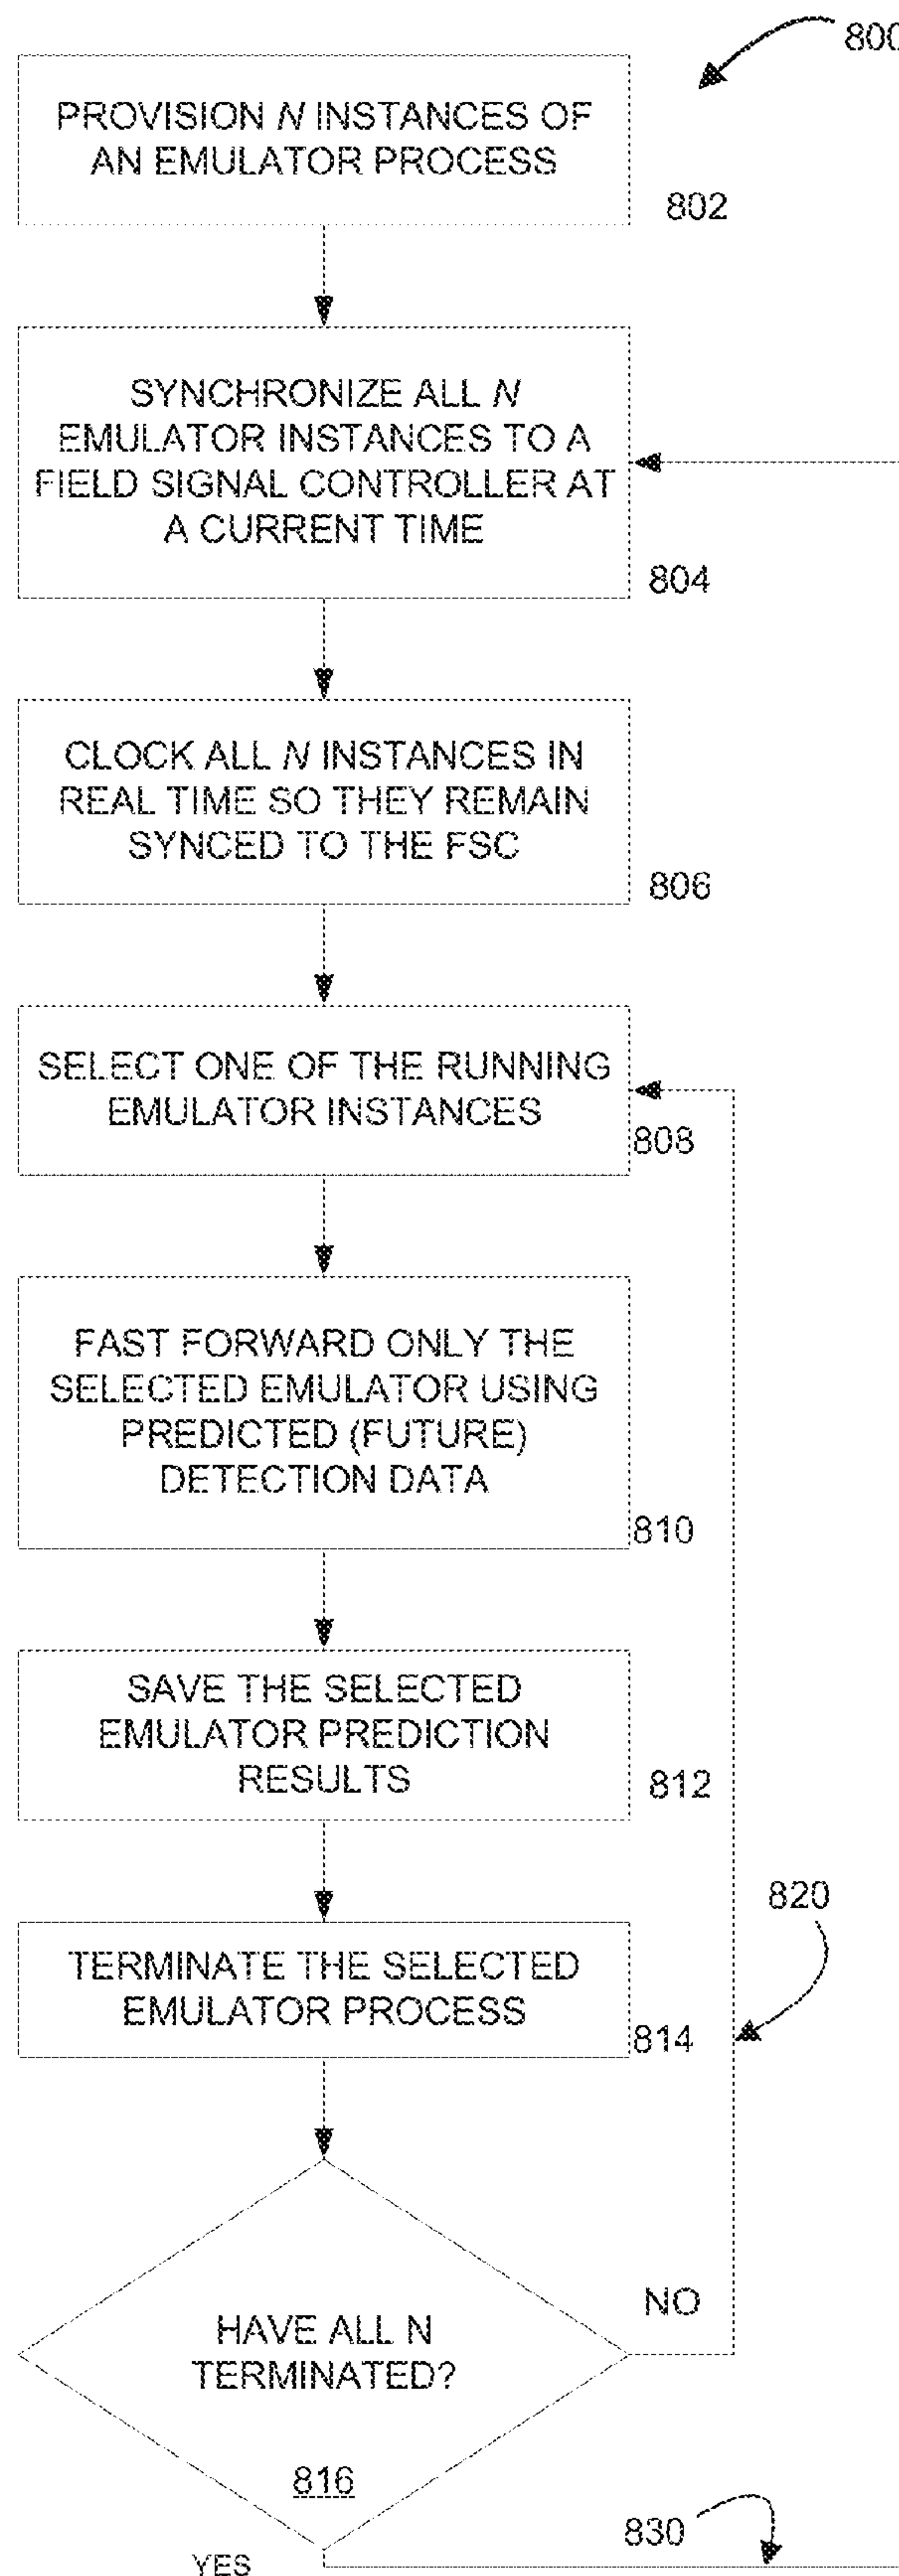 800
PROVISION N INSTANCES OF
AN EMULATOR PROCESS
802
SYNCHRONIZE ALL N
EMULATOR INSTANCES TO A
FIELD SIGNAL CONTROLLER AT
A CURRENT TIME
804
CLOCK ALL N INSTANCES IN
REAL TIME SO THEY REMAIN
SYNCED TO THE FSC
806
SELECT ONE OF THE RUNNING
EMULATOR INSTANCES
808
FAST FORWARD ONLY THE
SELECTED EMULATOR USING
PREDICTED (FUTURE)
DETECTION DATA
810
SAVE THE SELECTED
EMULATOR PREDICTION
RESULTS
812
820
TERMINATE THE SELECTED
EMULATOR PROCESS
814
NO
HAVE ALL N
TERMINATED?
816
830
YES